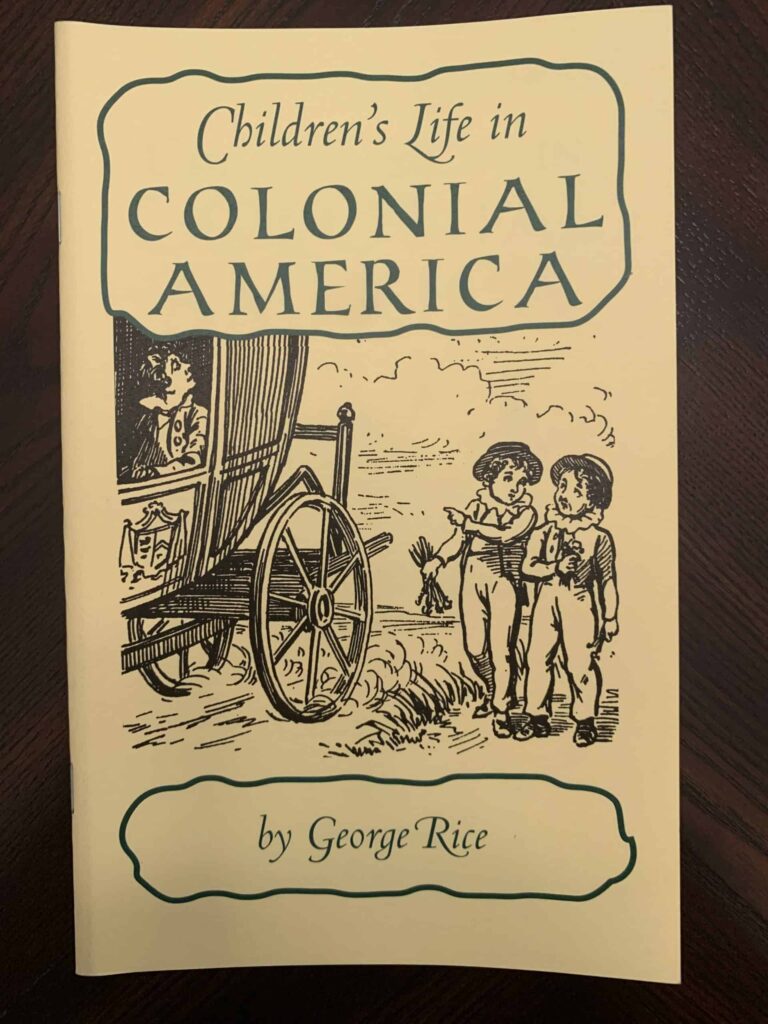 Children's Life in
COLONIAL
AMERICA
by George Rice